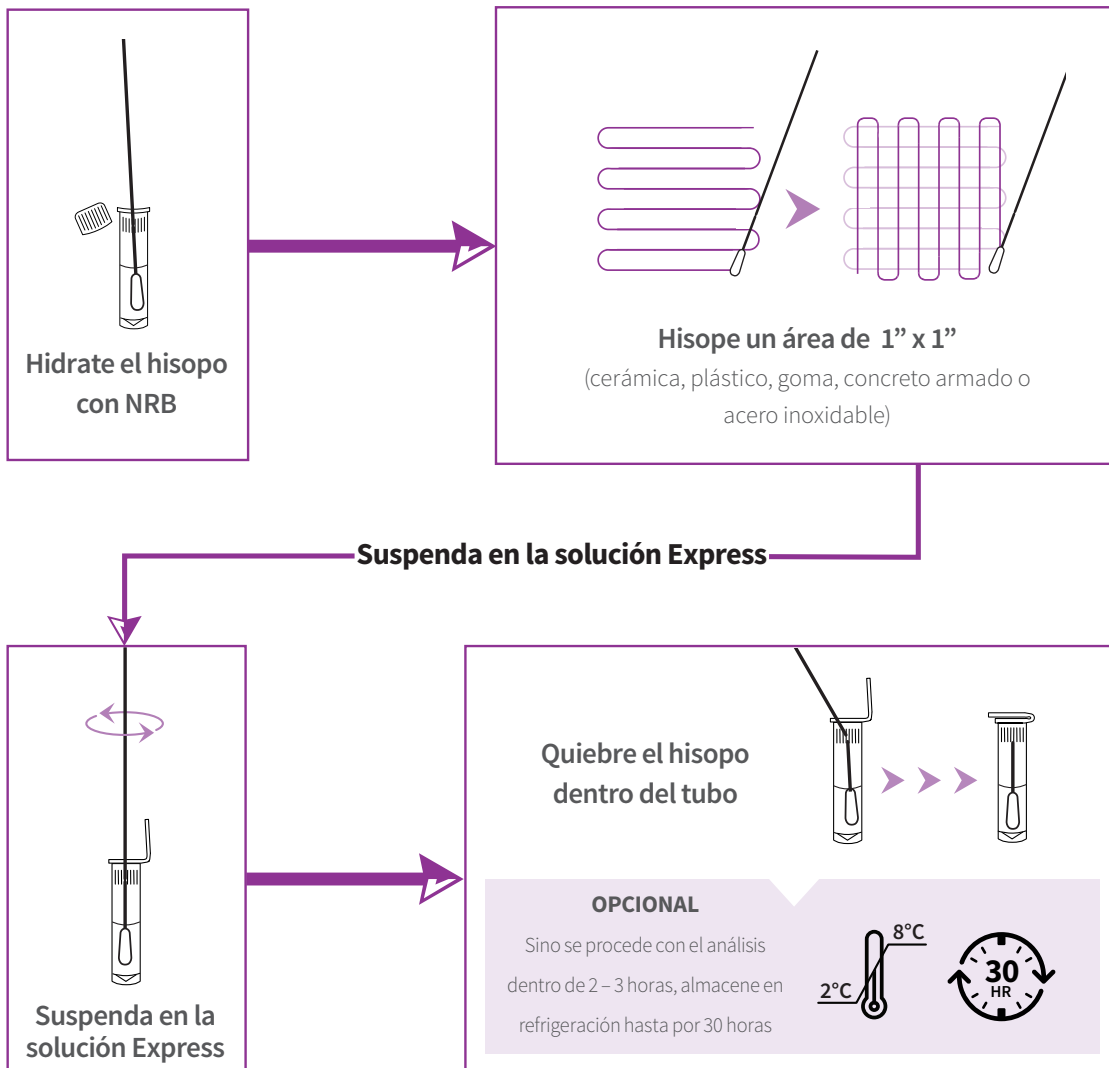 Hidrate el hisopo
con NRB
Hisope un área de 1” x 1”
(cerámica, plástico, goma, concreto armado o
acero inoxidable)
Suspenda en la solución Express
Suspenda en la
solución Express
Quiebre el hisopo
dentro del tubo
OPCIONAL
Sino se procede con el análisis
dentro de 2 – 3 horas, almacene en
refrigeración hasta por 30 horas
8°C
2°C
30
HR